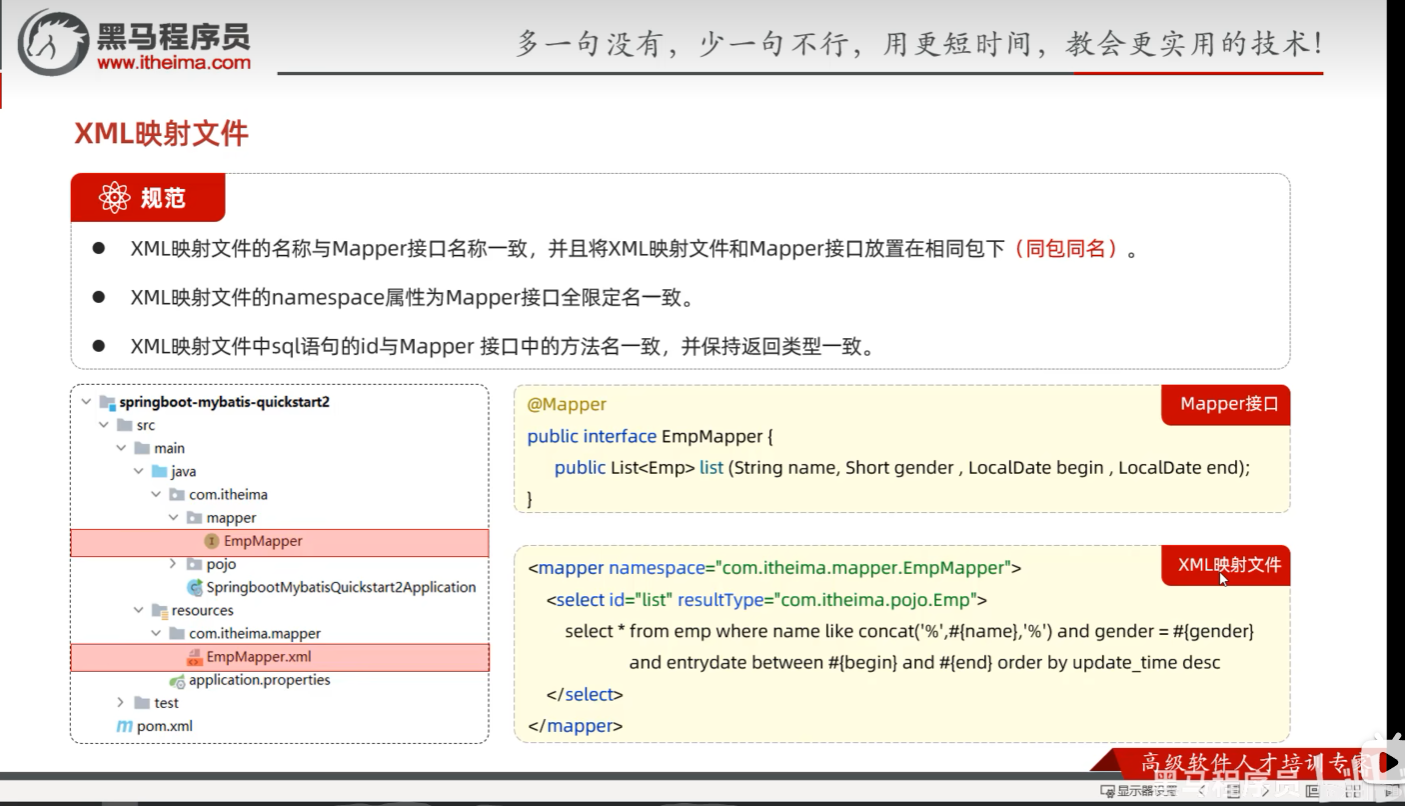 黑马程序员
www.itheima.com
多一句没有，少一句不行，用更短时间，教会更实用的技术！
XML映射文件
规范
XML映射文件的名称与Mapper接口名称一致，并且将XML映射文件和Mapper接口放置在相同包下（同包同名）。
XML映射文件的namespace属性为Mapper接口全限定名一致。
XML映射文件中sql语句的id与Mapper 接口中的方法名一致，并保持返回类型一致。
springboot-mybatis-quickstart2
src
main
java
com.itheima
mapper
EmpMapper
pojo
SpringbootMybatisQuickstart2Application
resources
com.itheima.mapper
EmpMapper.xml
application.properties
test
pom.xml
Mapper接口
@Mapper
public interface EmpMapper {
public List<Emp> list (String name, Short gender , LocalDate begin , LocalDate end);
}
XML映射文件
<mapper namespace="com.itheima.mapper.EmpMapper">
<select id="list" resultType="com.itheima.pojo.Emp">
select * from emp where name like concat('%',#{name},'%') and gender = #{gender}
and entrydate between #{begin} and #{end} order by update_time desc
</select>
</mapper>
高级软件人才培训专家
黑马程序员
显示器设置